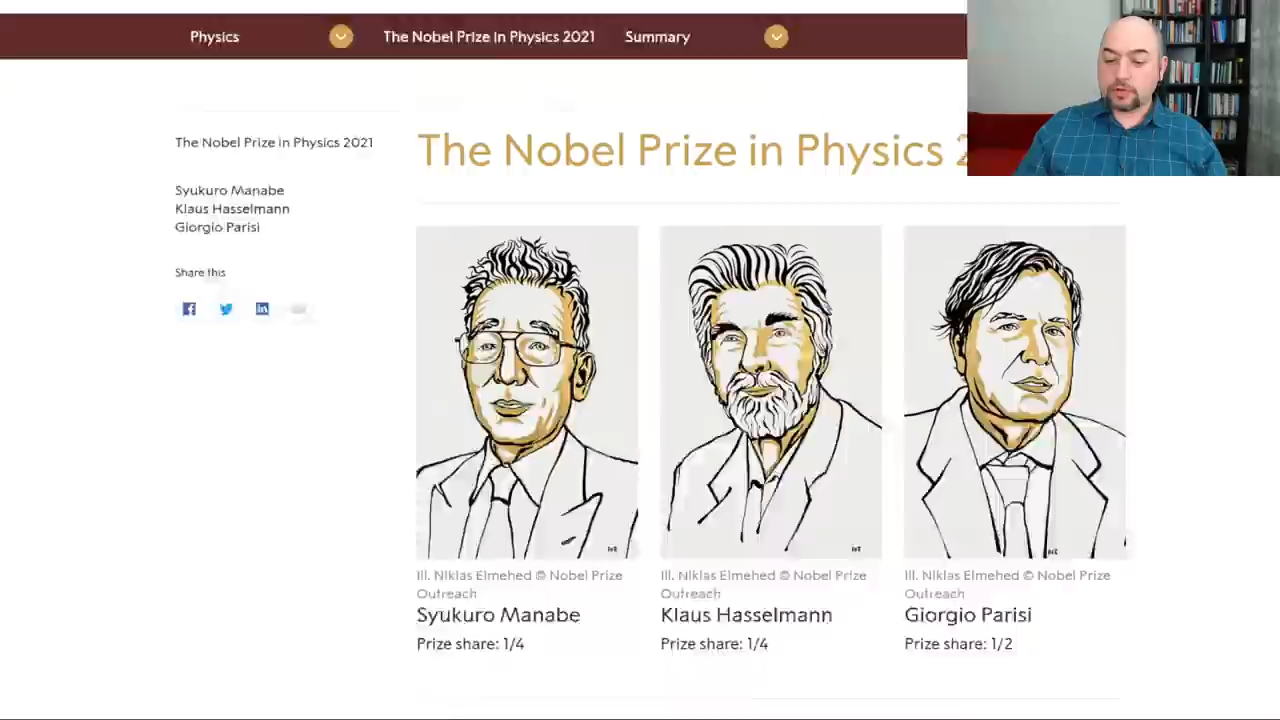 Physics
The Nobel Prize in Physics 2021
Summary
The Nobel Prize in Physics 2021
Syukuro Manabe
Klaus Hasselmann
Giorgio Parisi
Share this
The Nobel Prize in Physics
Ill. Niklas Elmehed © Nobel Prize
Outreach
Syukuro Manabe
Prize share: 1/4
Ill. Niklas Elmehed © Nobel Prize
Outreach
Klaus Hasselmann
Prize share: 1/4
Ill. Niklas Elmehed © Nobel Prize
Outreach
Giorgio Parisi
Prize share: 1/2